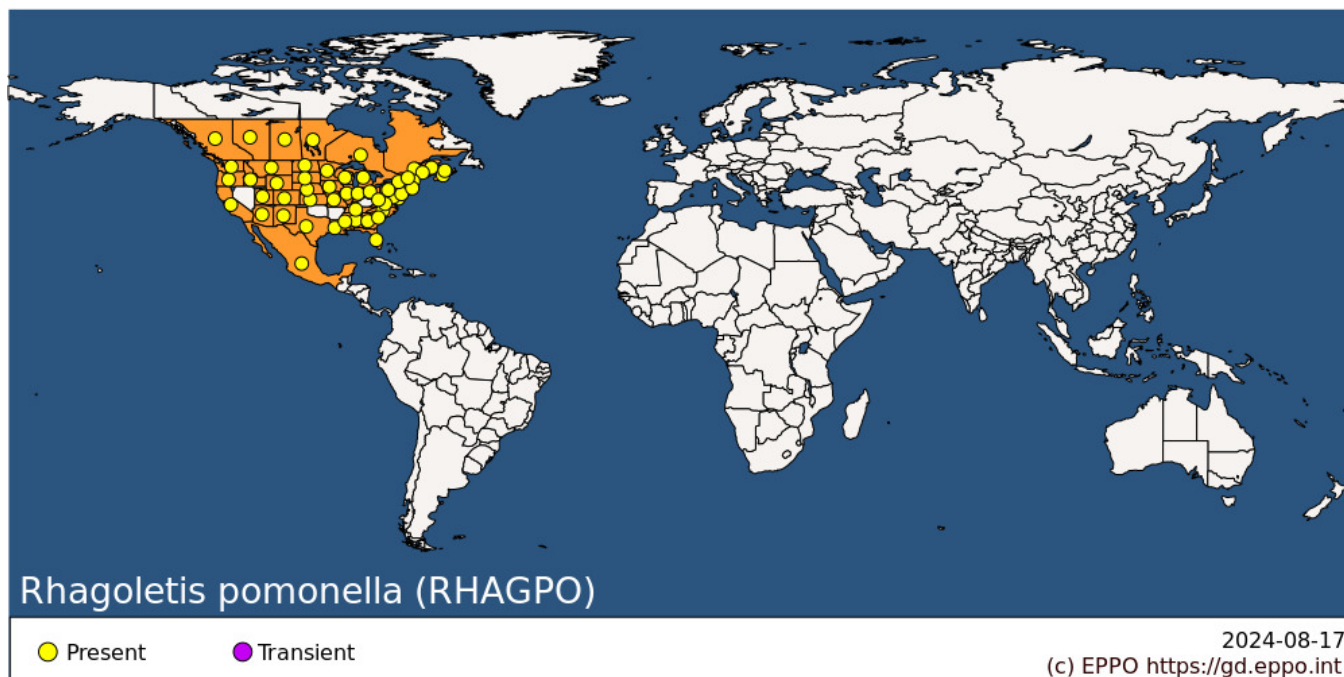 Rhagoletis pomonella (RHAGPO)
Present
Transient
2024-08-17
(c) EPPO https://gd.eppo.int